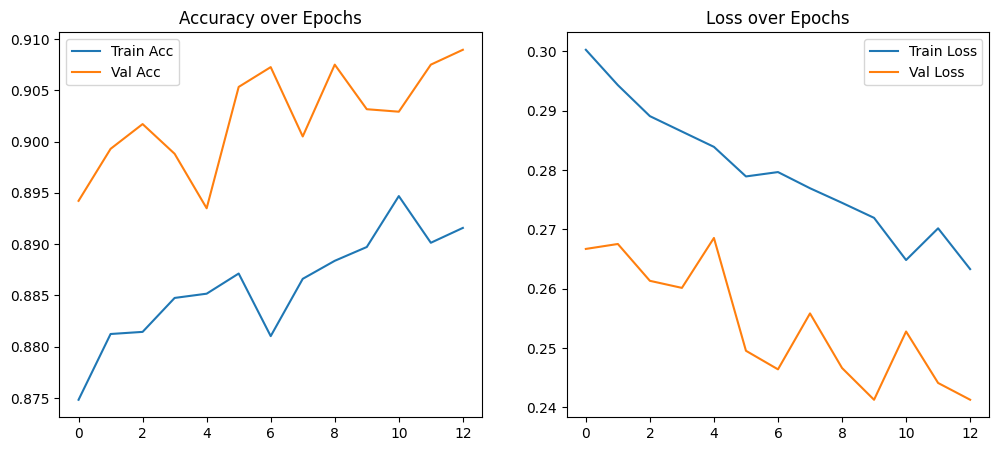 Accuracy over Epochs
Train Acc
Val Acc
0.910
0.905
0.900
0.895
0.890
0.885
0.880
0.875
0 2 4 6 8 10 12
Loss over Epochs
Train Loss
Val Loss
0.30
0.29
0.28
0.27
0.26
0.25
0.24
0 2 4 6 8 10 12